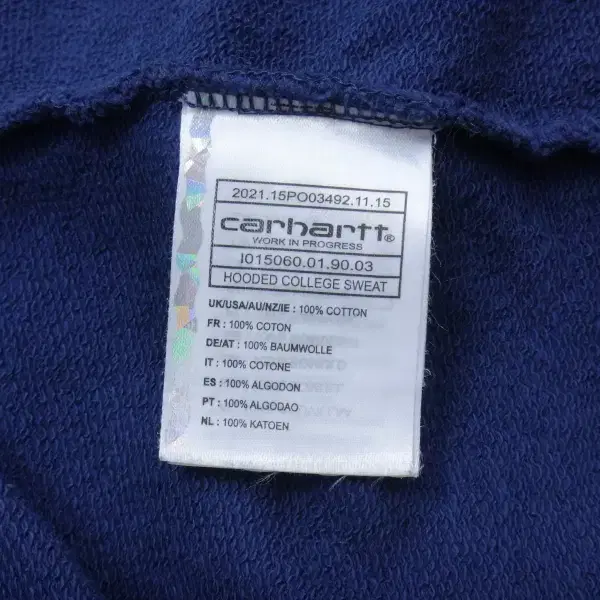 2021.15PO03492.11.15
carhartt®
WORK IN PROGRESS
I015060.01.90.03
HOODED COLLEGE SWEAT
UK/USA/AU/NZ/IE : 100% COTTON
FR : 100% COTON
DE/AT : 100% BAUMWOLLE
IT : 100% COTONE
ES : 100% ALGODON
PT : 100% ALGODAO
NL : 100% KATOEN